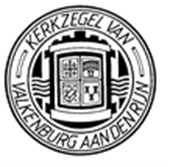 KERKZEGEL VAN
VALKENBURG AAN DEN RIJN